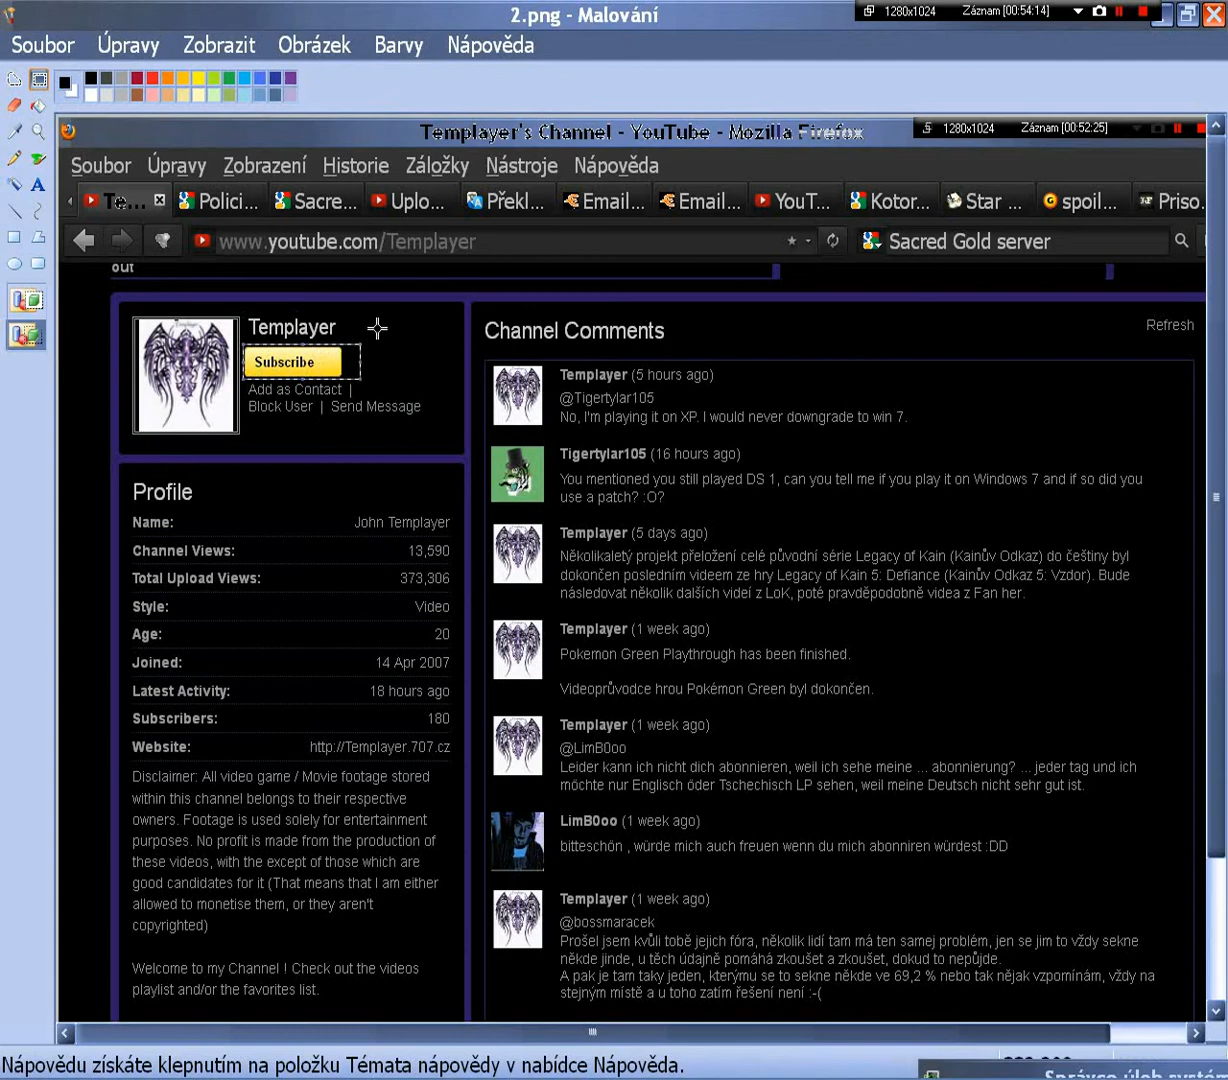 2.png - Malování
1280x1024 Záznam [00:54:14]
Soubor Úpravy Zobrazit Obrázek Barvy Nápověda
Templayer's Channel - YouTube - Mozilla Firefox
1280x1024 Záznam [00:52:25]
Soubor Úpravy Zobrazení Historie Záložky Nástroje Nápověda
Te... Polici... Sacre... Uplo... Překl... Email... Email... YouT... Kotor... Star ... spoil... Priso
www.youtube.com/Templayer
Sacred Gold server
out
Templayer
Subscribe
Add as Contact |
Block User | Send Message
Profile
Name: John Templayer
Channel Views: 13,590
Total Upload Views: 373,306
Style: Video
Age: 20
Joined: 14 Apr 2007
Latest Activity: 18 hours ago
Subscribers: 180
Website: http://Templayer.707.cz
Disclaimer: All video game / Movie footage stored
within this channel belongs to their respective
owners. Footage is used solely for entertainment
purposes. No profit is made from the production of
these videos, with the except of those which are
good candidates for it (That means that I am either
allowed to monetise them, or they aren't
copyrighted)
Welcome to my Channel ! Check out the videos
playlist and/or the favorites list.
Channel Comments
Refresh
Templayer (5 hours ago)
@Tigertylar105
No, I'm playing it on XP. I would never downgrade to win 7.
Tigertylar105 (16 hours ago)
You mentioned you still played DS 1, can you tell me if you play it on Windows 7 and if so did you
use a patch? :O?
Templayer (5 days ago)
Několikaletý projekt přeložení celé původní série Legacy of Kain (Kainův Odkaz) do češtiny byl
dokončen posledním videem ze hry Legacy of Kain 5: Defiance (Kainův Odkaz 5: Vzdor). Bude
následovat několik dalších videí z LoK, poté pravděpodobně videa z Fan her.
Templayer (1 week ago)
Pokemon Green Playthrough has been finished.
Videoprůvodce hrou Pokémon Green byl dokončen.
Templayer (1 week ago)
@LimB0oo
Leider kann ich nicht dich abonnieren, weil ich sehe meine ... abonnierung? ... jeder tag und ich
möchte nur Englisch öder Tschechisch LP sehen, weil meine Deutsch nicht sehr gut ist.
LimB0oo (1 week ago)
bitteschön , würde mich auch freuen wenn du mich abonniren würdest :DD
Templayer (1 week ago)
@bossmaracek
Prošel jsem kvůli tobě jejich fóra, několik lidí tam má ten samej problém, jen se jim to vždy sekne
někde jinde, u těch údajně pomáhá zkoušet a zkoušet, dokud to nepůjde.
A pak je tam taky jeden, kterýmu se to sekne někde ve 69,2 % nebo tak nějak vzpomínám, vždy na
stejným místě a u toho zatím řešení není :-(
Nápovědu získáte klepnutím na položku Témata nápovědy v nabídce Nápověda.